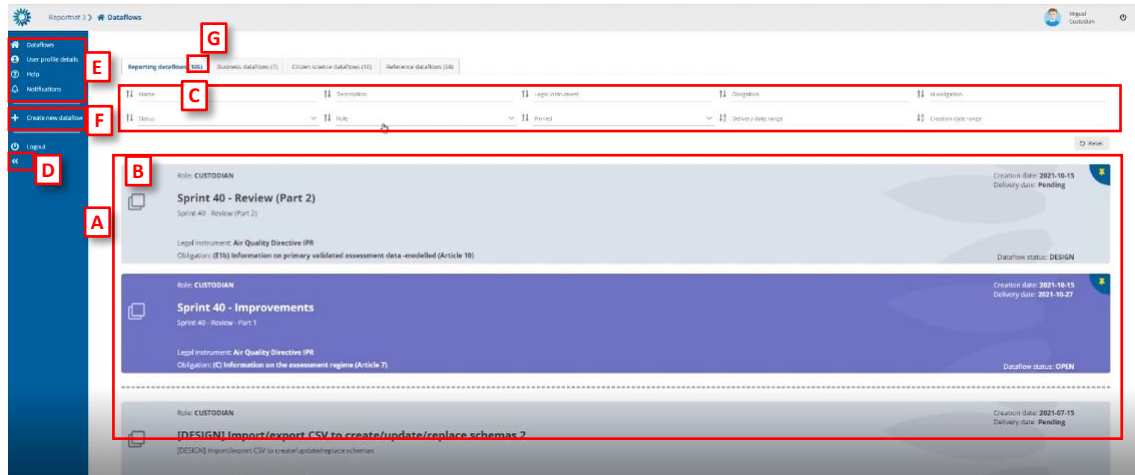 Reportnet 3 > Dataflows
Miguel
Custodum
G
Dataflows
User profile details
Help
Notifications
E
Create new dataflow
F
Logout
D
Reporting dataflows (105)
Business dataflows (7)
Citizen science dataflows (10)
Reference dataflows (58)
C
Name
Description
Legal instrument
Obligation
Id obligation
Status
Role
Pinned
Delivery date range
Creation date range
Reset
A
B
Role: CUSTODIAN
Creation date: 2021-10-15
Delivery date: Pending
Sprint 40 - Review (Part 2)
Sprint 40 - Review (Part 2)
Legal instrument: Air Quality Directive IPR
Obligation: (E1b) Information on primary validated assessment data -modelled (Article 10)
Dataflow status: DESIGN
Role: CUSTODIAN
Creation date: 2021-10-15
Delivery date: 2021-10-27
Sprint 40 - Improvements
Sprint 40 - Review - Part 1
Legal instrument: Air Quality Directive IPR
Obligation: (C) Information on the assessment regime (Article 7)
Dataflow status: OPEN
Role: CUSTODIAN
Creation date: 2021-07-15
Delivery date: Pending
[DESIGN] Import/export CSV to create/update/replace schemas 2
[DESIGN] Import/export CSV to create/update/replace schemas